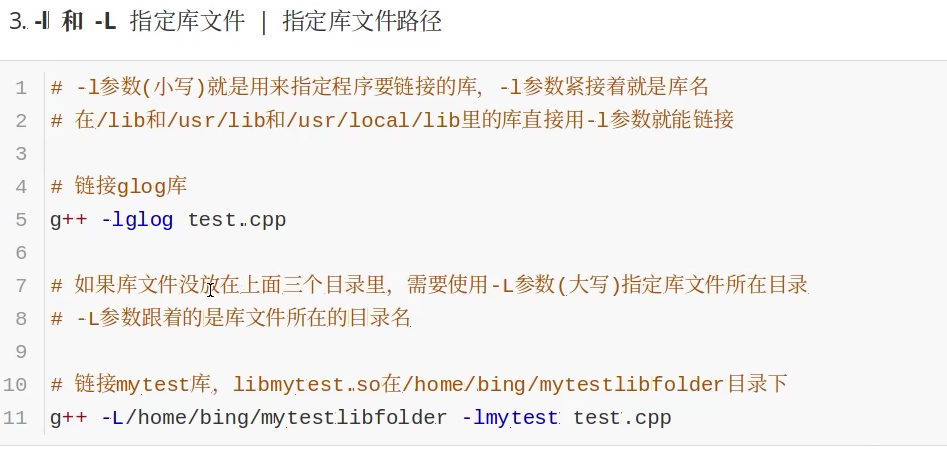 3. -l 和 -L 指定库文件 | 指定库文件路径
1 # -l参数(小写)就是用来指定程序要链接的库，-l参数紧接着就是库名
2 # 在/lib和/usr/lib和/usr/local/lib里的库直接用-l参数就能链接
3
4 # 链接glog库
5 g++ -lglog test.cpp
6
7 # 如果库文件没放在上面三个目录里，需要使用-L参数(大写)指定库文件所在目录
8 # -L参数跟着的是库文件所在的目录名
9
10 # 链接mytest库，libmytest.so在/home/bing/mytestlibfolder目录下
11 g++ -L/home/bing/mytestlibfolder -lmytest test.cpp